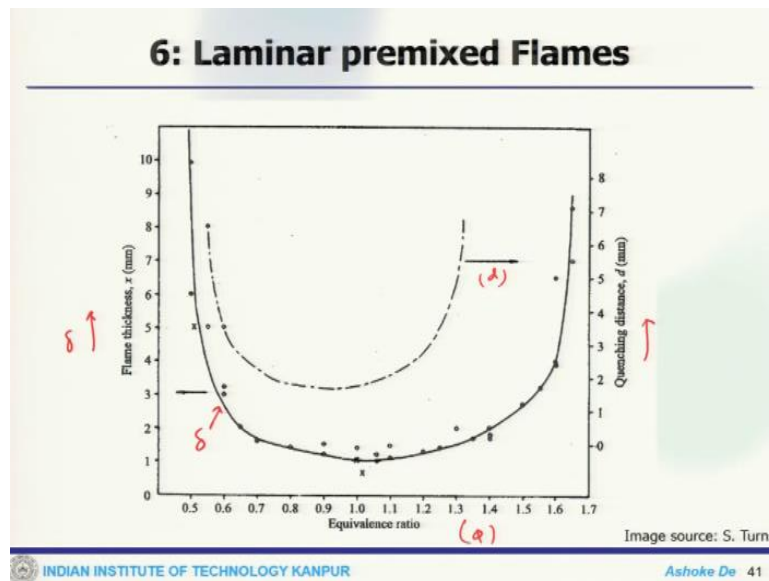 6: Laminar premixed Flames
10
9
8
7
6
5
4
3
2
1
0
Flame thickness, x (mm)
δ
δ
(d)
8
7
6
5
4
3
2
1
0
Quenching distance, d (mm)
0.5 0.6 0.7 0.8 0.9 1.0 1.1 1.2 1.3 1.4 1.5 1.6 1.7
Equivalence ratio
Image source: S. Turn
INDIAN INSTITUTE OF TECHNOLOGY KANPUR
Ashoke De 41